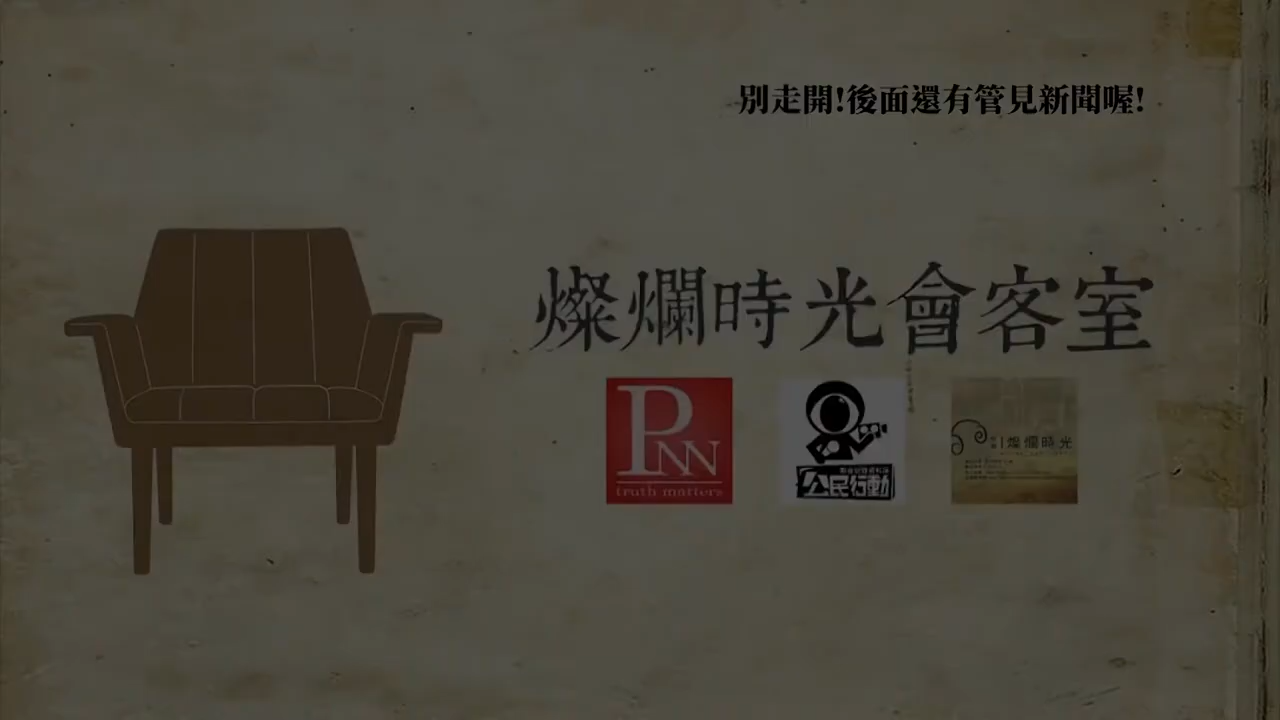 別走開!後面還有管見新聞喔!
燦爛時光會客室
PNN
truth matters
公民行動
燦爛時光